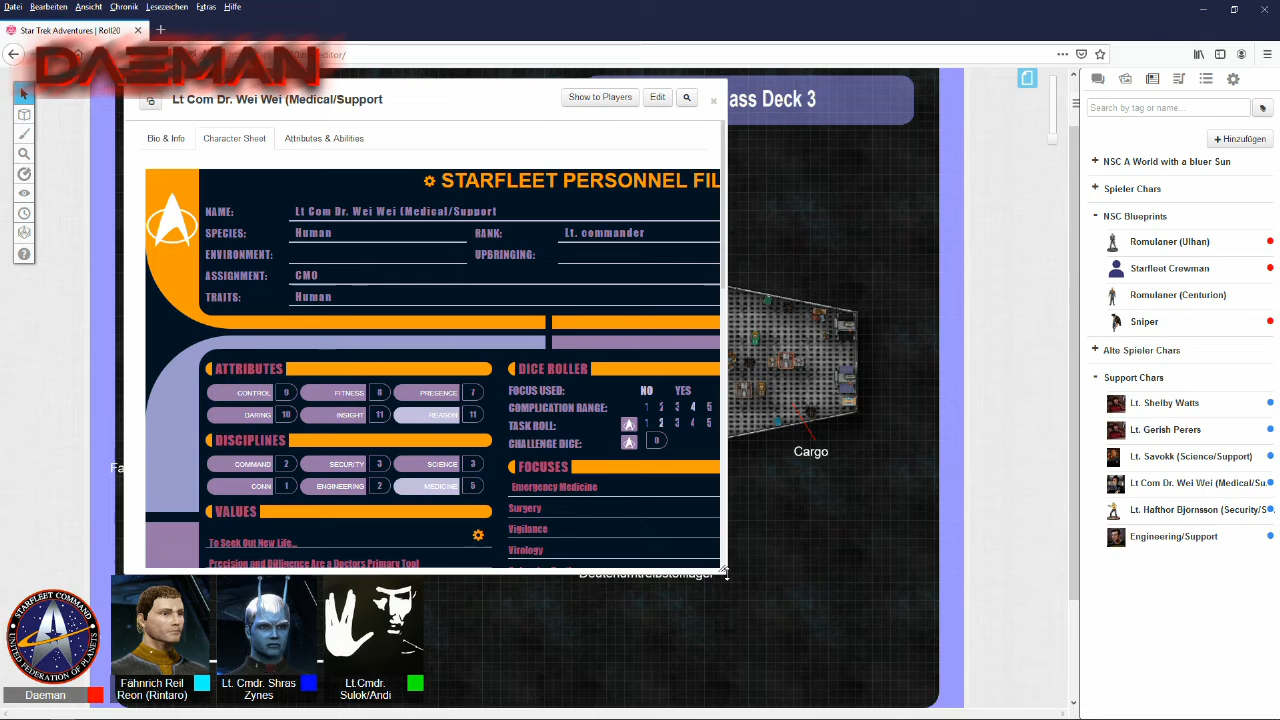 Datei Bearbeiten Ansicht Chronik Lesezeichen Extras Hilfe
Star Trek Adventures | Roll20
DAEMAN
editor/
Lt Com Dr. Wei Wei (Medical/Support
Show to Players
Edit
ass Deck 3
Bio & Info
Character Sheet
Attributes & Abilities
STARFLEET PERSONNEL FIL
NAME: Lt Com Dr. Wei Wei (Medical/Support
SPECIES: Human RANK: Lt. commander
ENVIRONMENT: UPBRINGING:
ASSIGNMENT: CMO
TRAITS: Human
ATTRIBUTES
CONTROL 9 FITNESS 8 PRESENCE 7
DARING 10 INSIGHT 11 REASON 11
DISCIPLINES
COMMAND 2 SECURITY 3 SCIENCE 3
CONN 1 ENGINEERING 2 MEDICINE 5
VALUES
To Seek Out New Life...
Precision and Dilligence Are a Doctors Primary Tool
DICE ROLLER
FOCUS USED: NO YES
COMPLICATION RANGE: 1 2 3 4 5
TASK ROLL: 1 2 3 4 5
CHALLENGE DICE: 0
FOCUSES
Emergency Medicine
Surgery
Vigilance
Virology
Cargo
Search by tag or name...
Hinzufügen
NSC A World with a bluer Sun
Spieler Chars
NSC Blueprints
Romulaner (Ulhan)
Starfleet Crewman
Romulaner (Centurion)
Sniper
Alte Spieler Chars
Support Chars
Lt. Shelby Watts
Lt. Gerish Perers
Lt. Savokk (Science/Support)
Lt Com Dr. Wei Wei (Medical/Su
Lt. Hafthor Bjornsson (Security/S
Engineering/Support
STARFLEET COMMAND
UNITED FEDERATION OF PLANETS
Daeman
Fähnrich Reil
Reon (Rintaro)
Lt. Cmdr. Shras
Zynes
Lt.Cmdr.
Sulok/Andi